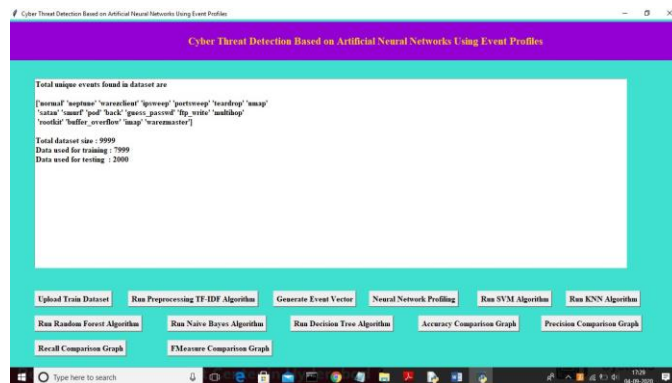 Cyber Threat Detection Based on Artificial Neural Networks Using Event Profiles
Cyber Threat Detection Based on Artificial Neural Networks Using Event Profiles
Total unique events found in dataset are
['normal' 'neptune' 'warezclient' 'ipsweep' 'portsweep' 'teardrop' 'nmap'
'satan' 'smurf' 'pod' 'back' 'guess_passwd' 'ftp_write' 'multihop'
'rootkit' 'buffer_overflow' 'imap' 'warezmaster']
Total dataset size : 9999
Data used for training : 7999
Data used for testing : 2000
Upload Train Dataset Run Preprocessing TF-IDF Algorithm Generate Event Vector Neural Network Profiling Run SVM Algorithm Run KNN Algorithm
Run Random Forest Algorithm Run Naive Bayes Algorithm Run Decision Tree Algorithm Accuracy Comparison Graph Precision Comparison Graph
Recall Comparison Graph FMeasure Comparison Graph
Type here to search
17:29
04-09-2020